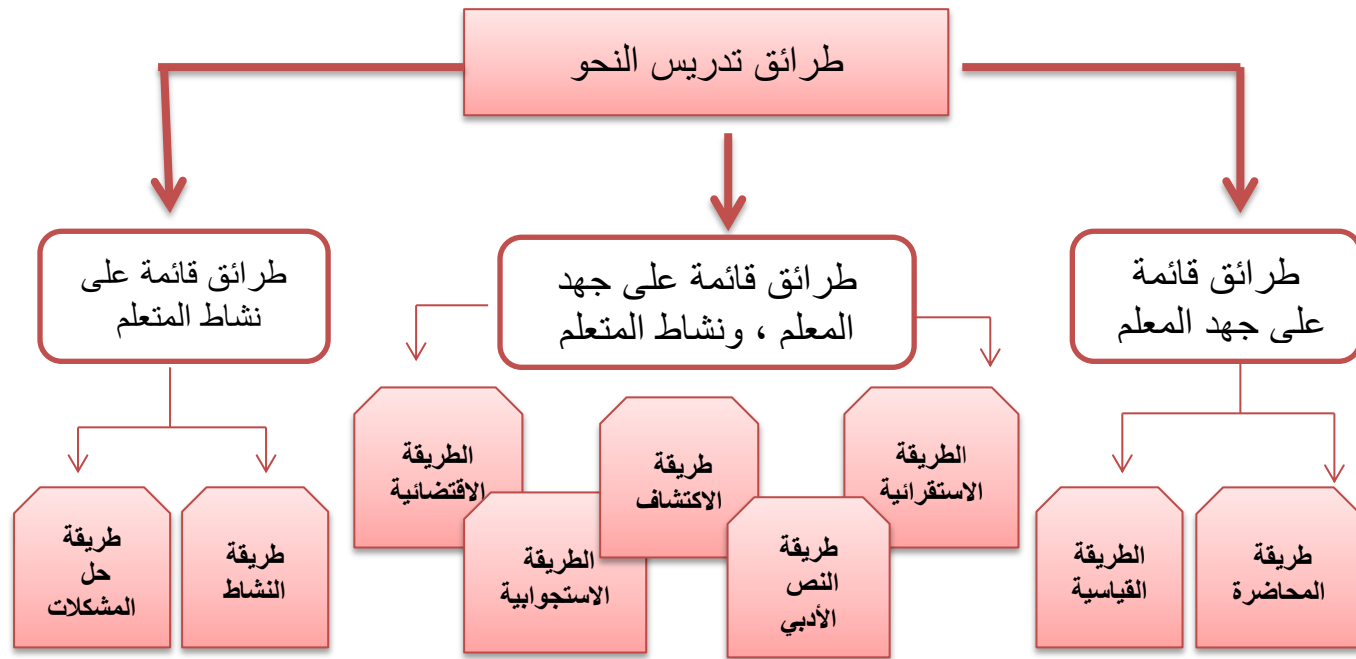 طرائق تدريس النحو
طرائق قائمة
على جهد المعلم
طرائق قائمة على جهد
المعلم ، ونشاط المتعلم
طرائق قائمة على
نشاط المتعلم
طريقة
المحاضرة
الطريقة
القياسية
الطريقة
الاستقرائية
طريقة
النص
الأدبي
طريقة
الاكتشاف
الطريقة
الاستجوابية
الطريقة
الاقتضائية
طريقة
النشاط
طريقة
حل
المشكلات